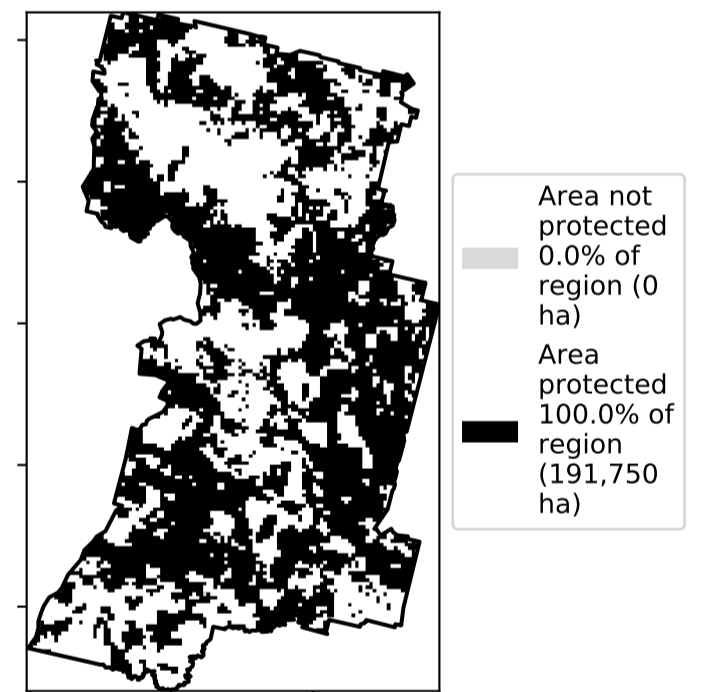 Area not
protected
0.0% of
region (0
ha)
Area
protected
100.0% of
region
(191,750
ha)